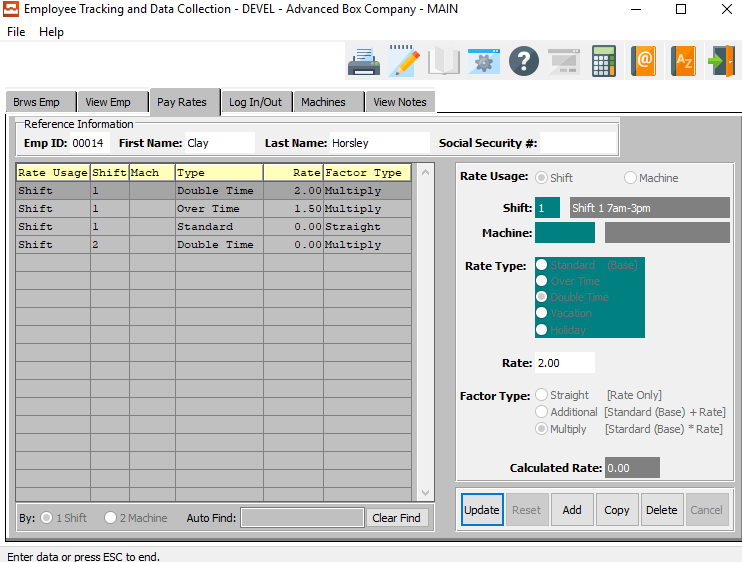 Employee Tracking and Data Collection - DEVEL - Advanced Box Company - MAIN
File Help
@ A Z
Brws Emp View Emp Pay Rates Log In/Out Machines View Notes
Reference Information
Emp ID: 00014 First Name: Clay Last Name: Horsley Social Security #:
Rate Usage Shift Mach Type Rate Factor Type
Shift 1 Double Time 2.00 Multiply
Shift 1 Over Time 1.50 Multiply
Shift 1 Standard 0.00 Straight
Shift 2 Double Time 0.00 Multiply
By: 1 Shift 2 Machine Auto Find: Clear Find
Rate Usage: Shift Machine
Shift: 1 Shift 1 7am-3pm
Machine:
Rate Type: Standard (Base)
Over Time
Double Time
Vacation
Holiday
Rate: 2.00
Factor Type: Straight [Rate Only]
Additional [Standard (Base) + Rate]
Multiply [Stardard (Base) * Rate]
Calculated Rate: 0.00
Update Reset Add Copy Delete Cancel
Enter data or press ESC to end.